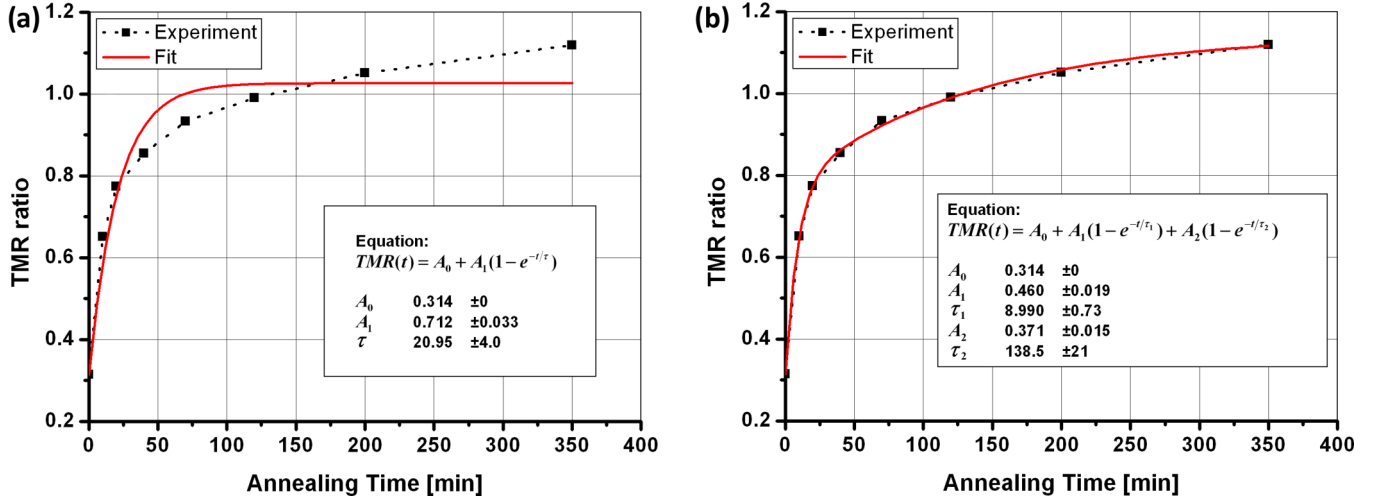 (a)
Experiment
Fit
TMR ratio
1.2
1.0
0.8
0.6
0.4
0.2
Equation:
TMR(t) = A₀ + A₁(1 − e^{−t/τ})
A₀ 0.314 ±0
A₁ 0.712 ±0.033
τ 20.95 ±4.0
0 50 100 150 200 250 300 350 400
Annealing Time [min]
(b)
Experiment
Fit
TMR ratio
1.2
1.0
0.8
0.6
0.4
0.2
Equation:
TMR(t) = A₀ + A₁(1 − e^{−t/τ₁}) + A₂(1 − e^{−t/τ₂})
A₀ 0.314 ±0
A₁ 0.460 ±0.019
τ₁ 8.990 ±0.73
A₂ 0.371 ±0.015
τ₂ 138.5 ±21
0 50 100 150 200 250 300 350 400
Annealing Time [min]